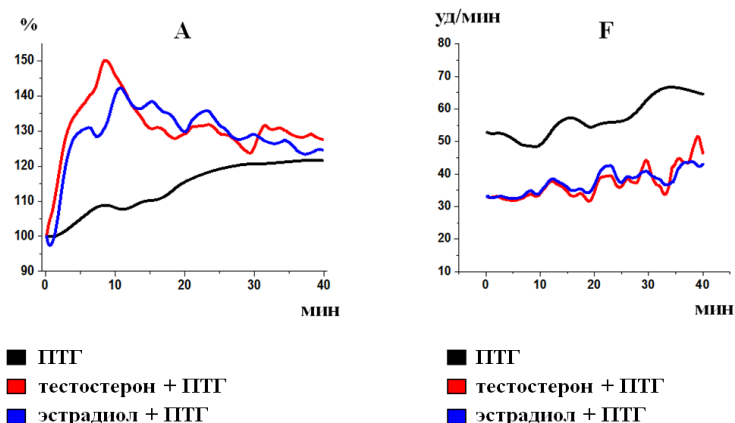 %
A
150
140
130
120
110
100
90
0
10
20
30
40
мин
ПТГ
тестостерон + ПТГ
эстрадиол + ПТГ
уд/мин
F
80
70
60
50
40
30
20
10
0
10
20
30
40
мин
ПТГ
тестостерон + ПТГ
эстрадиол + ПТГ